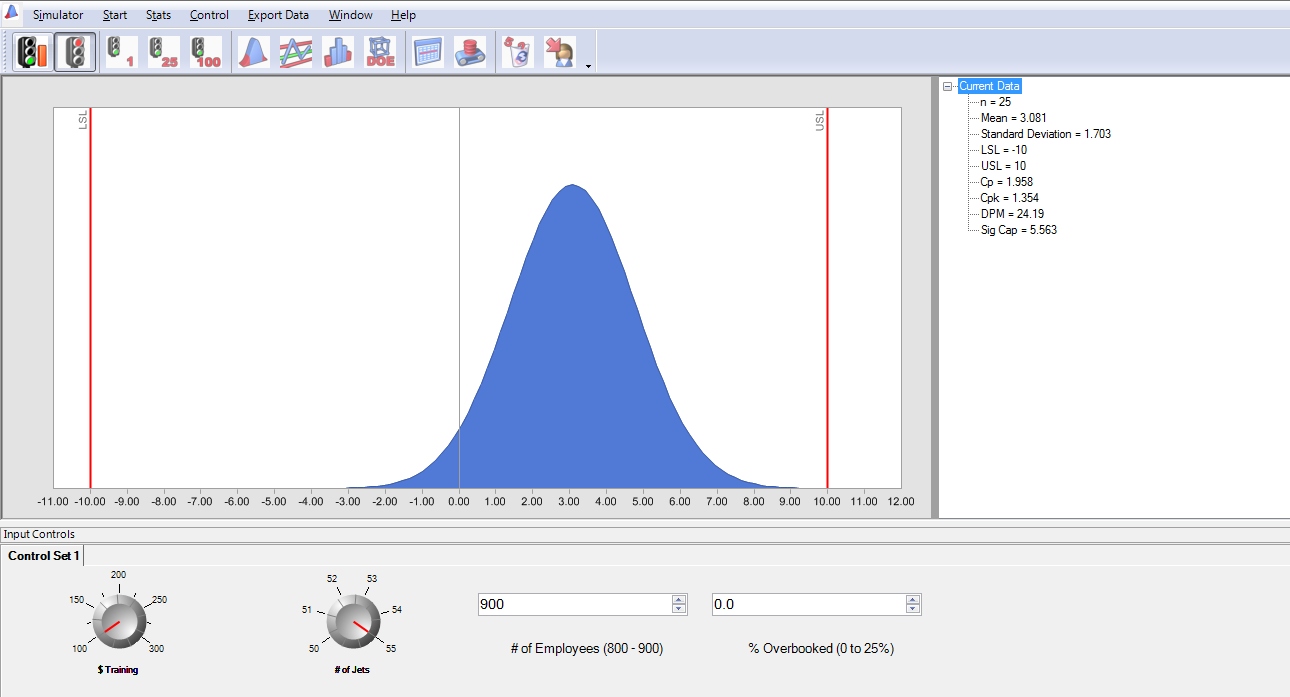 Simulator Start Stats Control Export Data Window Help
1 25 100 DOE
LSL USL
-11.00 -10.00 -9.00 -8.00 -7.00 -6.00 -5.00 -4.00 -3.00 -2.00 -1.00 0.00 1.00 2.00 3.00 4.00 5.00 6.00 7.00 8.00 9.00 10.00 11.00 12.00
Current Data
n = 25
Mean = 3.081
Standard Deviation = 1.703
LSL = -10
USL = 10
Cp = 1.958
Cpk = 1.354
DPM = 24.19
Sig Cap = 5.563
Input Controls
Control Set 1
100 150 200 250 300
$ Training
50 51 52 53 54 55
# of Jets
900
# of Employees (800 - 900)
0.0
% Overbooked (0 to 25%)